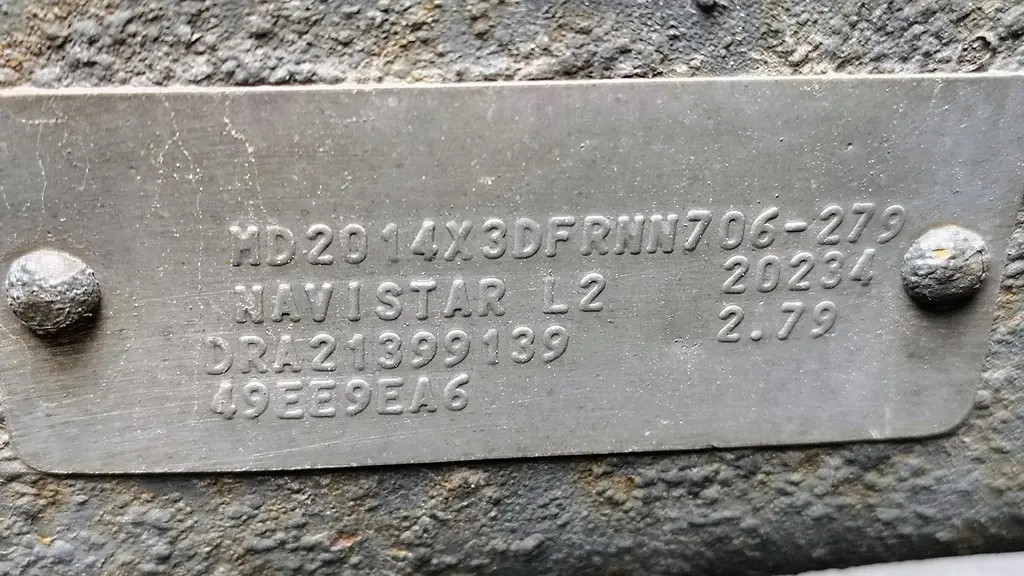 MD2014X3DFRNN706-279
NAVISTAR L2 20234
DRA21399139 2.79
49EE9EA6